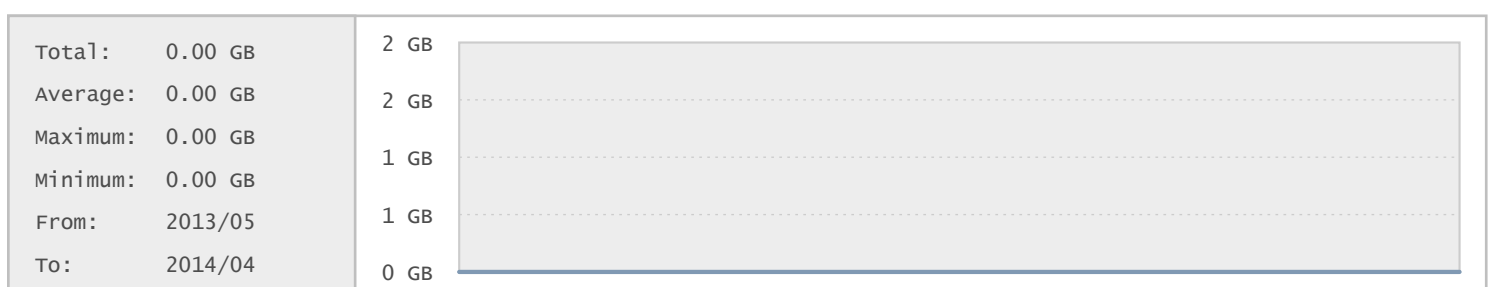 Total: 0.00 GB
Average: 0.00 GB
Maximum: 0.00 GB
Minimum: 0.00 GB
From: 2013/05
To: 2014/04
2 GB
2 GB
1 GB
1 GB
0 GB